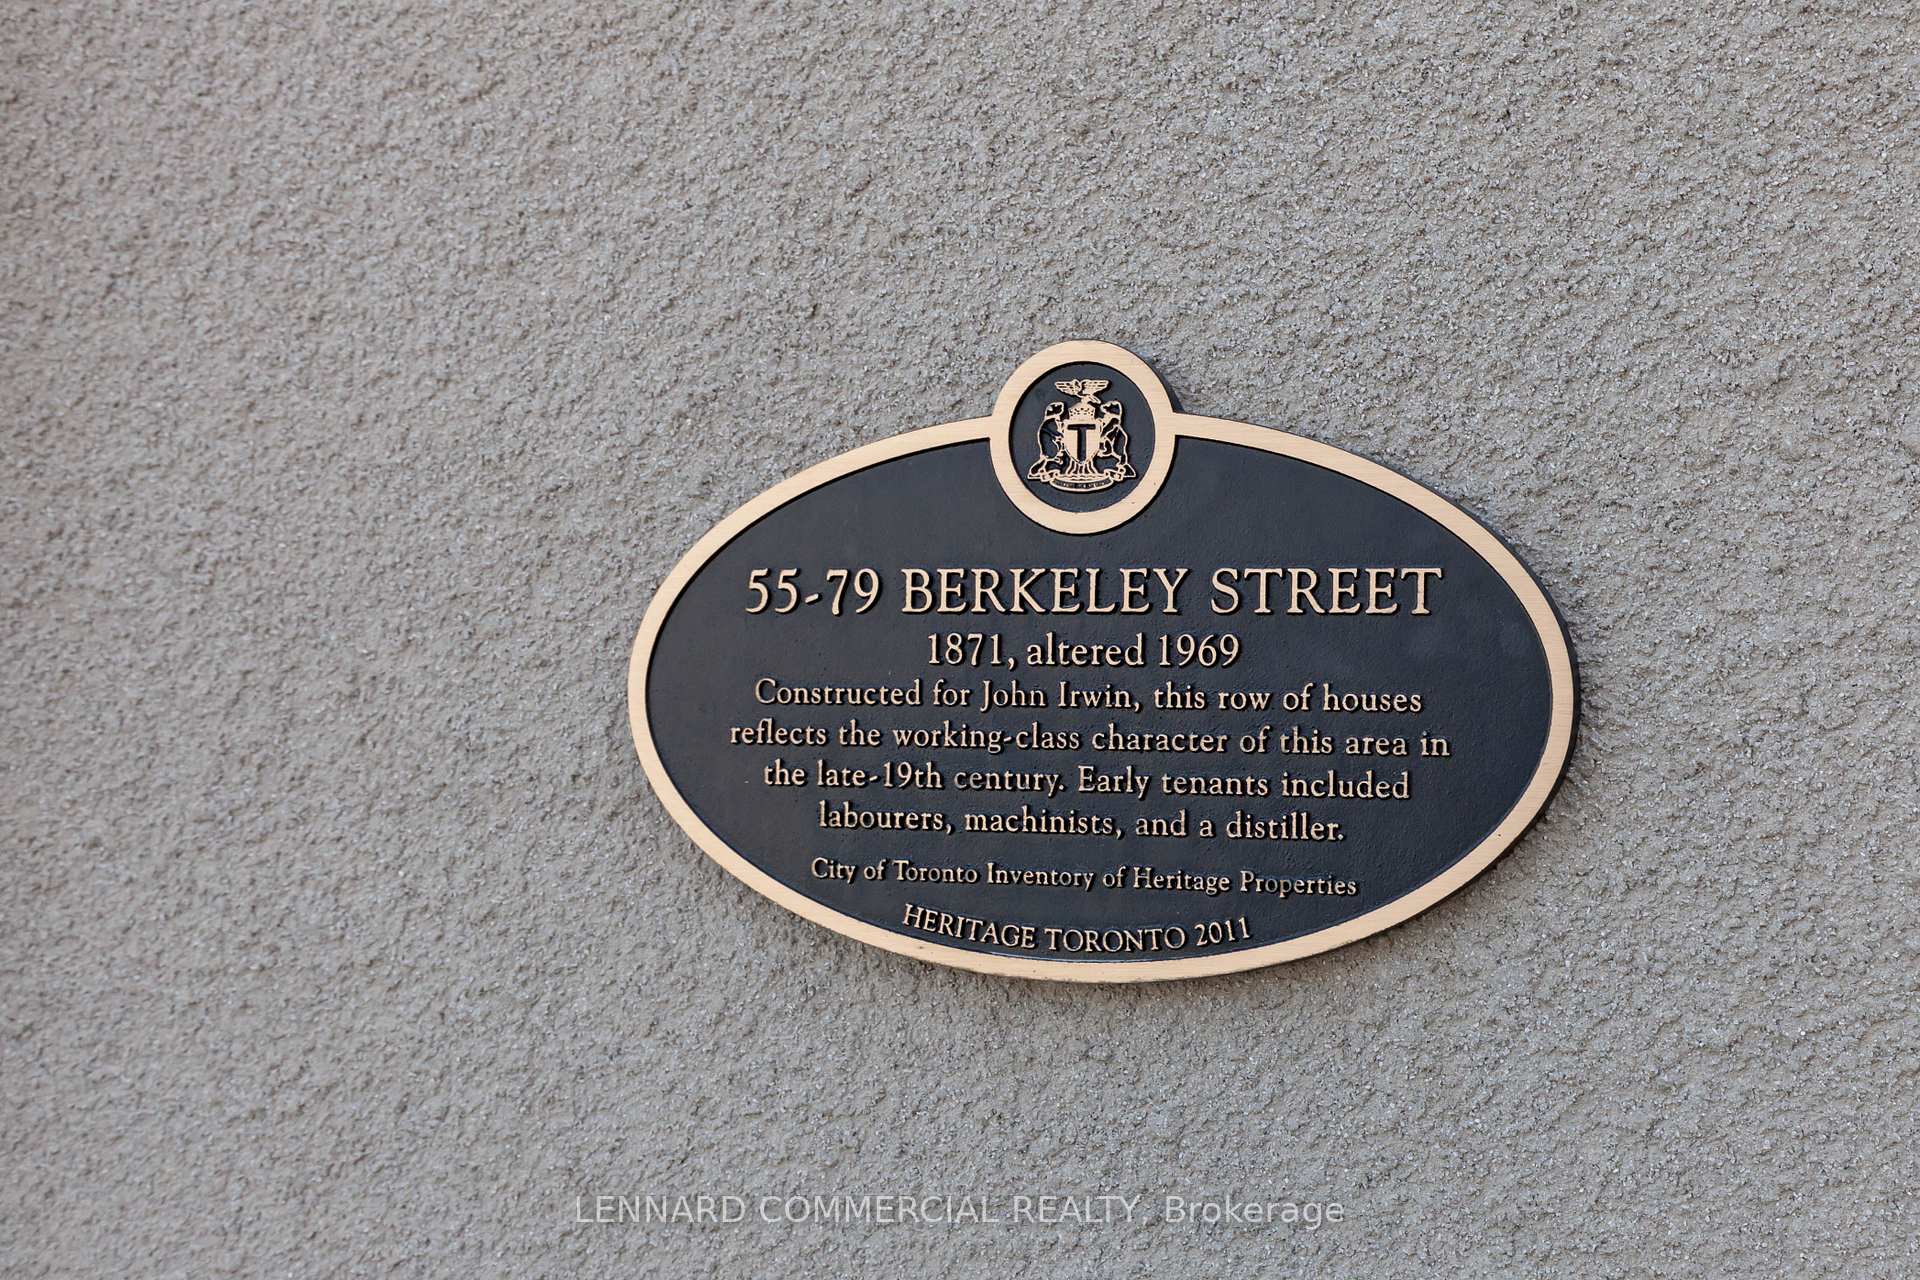 T
55-79 BERKELEY STREET
1871, altered 1969
Constructed for John Irwin, this row of houses
reflects the working-class character of this area in
the late-19th century. Early tenants included
labourers, machinists, and a distiller.
City of Toronto Inventory of Heritage Properties
HERITAGE TORONTO 2011
LENNARD COMMERCIAL REALTY, Brokerage